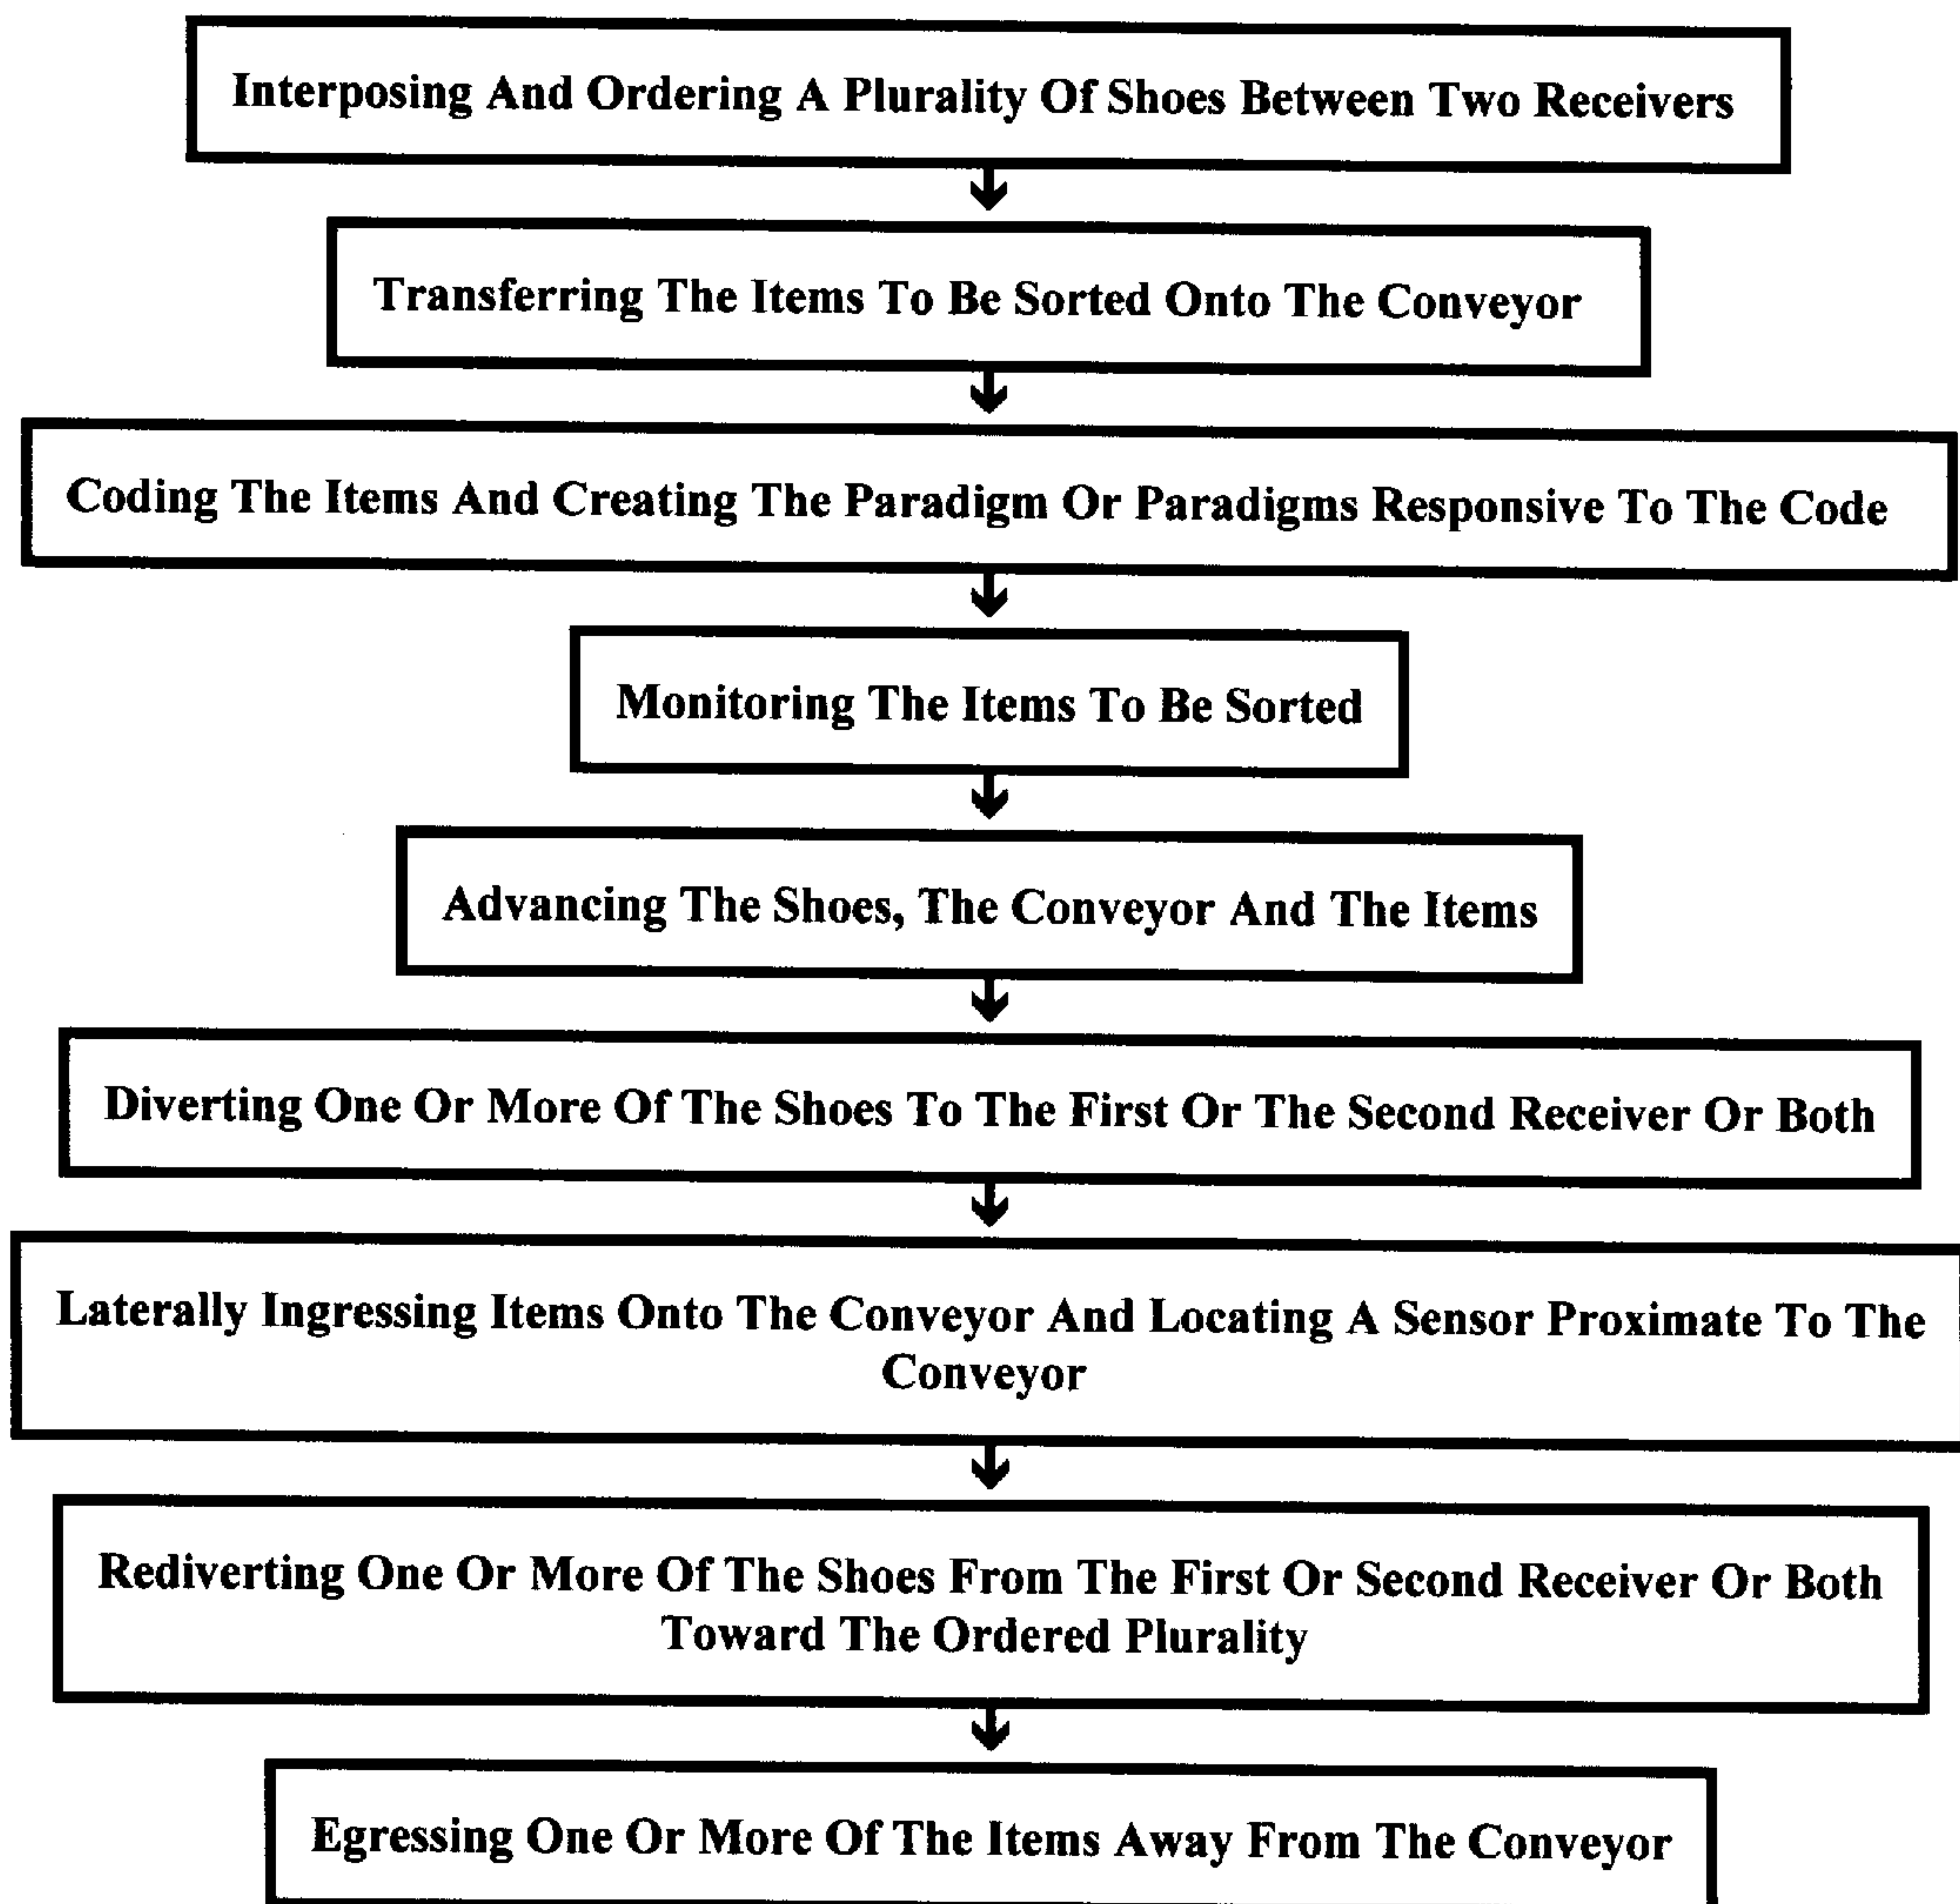 Interposing And Ordering A Plurality Of Shoes Between Two Receivers
Transferring The Items To Be Sorted Onto The Conveyor
Coding The Items And Creating The Paradigm Or Paradigms Responsive To The Code
Monitoring The Items To Be Sorted
Advancing The Shoes, The Conveyor And The Items
Diverting One Or More Of The Shoes To The First Or The Second Receiver Or Both
Laterally Ingressing Items Onto The Conveyor And Locating A Sensor Proximate To The
Conveyor
Rediverting One Or More Of The Shoes From The First Or Second Receiver Or Both
Toward The Ordered Plurality
Egressing One Or More Of The Items Away From The Conveyor